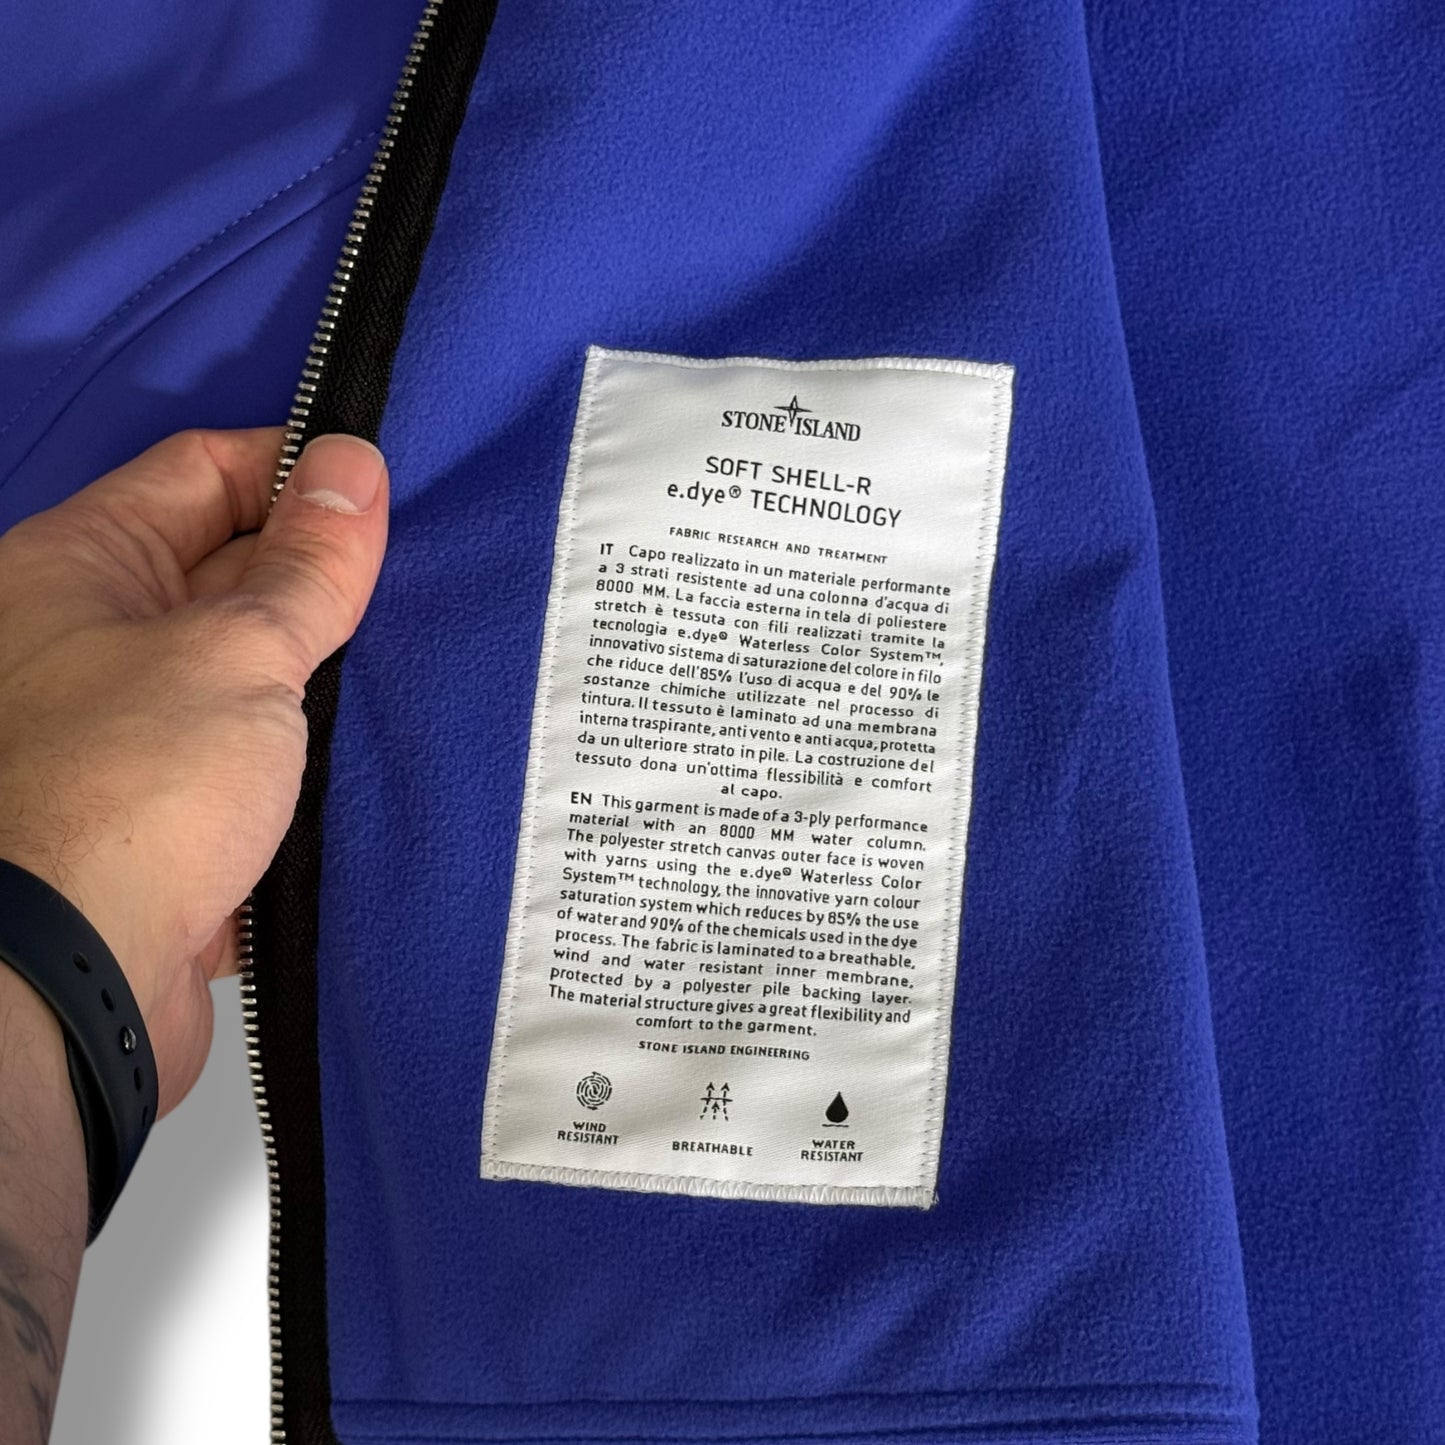 STONE ISLAND
SOFT SHELL-R
e.dye® TECHNOLOGY
FABRIC RESEARCH AND TREATMENT
IT Capo realizzato in un materiale performante
a 3 strati resistente ad una colonna d'acqua di
8000 MM. La faccia esterna in tela di poliestere
stretch è tessuta con fili realizzati tramite la
tecnologia e.dye® Waterless Color System™,
innovativo sistema di saturazione del colore in filo
che riduce dell'85% l'uso di acqua e del 90% le
sostanze chimiche utilizzate nel processo di
tintura. Il tessuto è laminato ad una membrana
interna traspirante, anti vento e anti acqua, protetta
da un ulteriore strato in pile. La costruzione del
tessuto dona un'ottima flessibilità e comfort
al capo.
EN This garment is made of a 3-ply performance
material with an 8000 MM water column.
The polyester stretch canvas outer face is woven
with yarns using the e.dye® Waterless Color
System™ technology, the innovative yarn colour
saturation system which reduces by 85% the use
of water and 90% of the chemicals used in the dye
process. The fabric is laminated to a breathable,
wind and water resistant inner membrane,
protected by a polyester pile backing layer.
The material structure gives a great flexibility and
comfort to the garment.
STONE ISLAND ENGINEERING
WIND
RESISTANT
BREATHABLE
WATER
RESISTANT